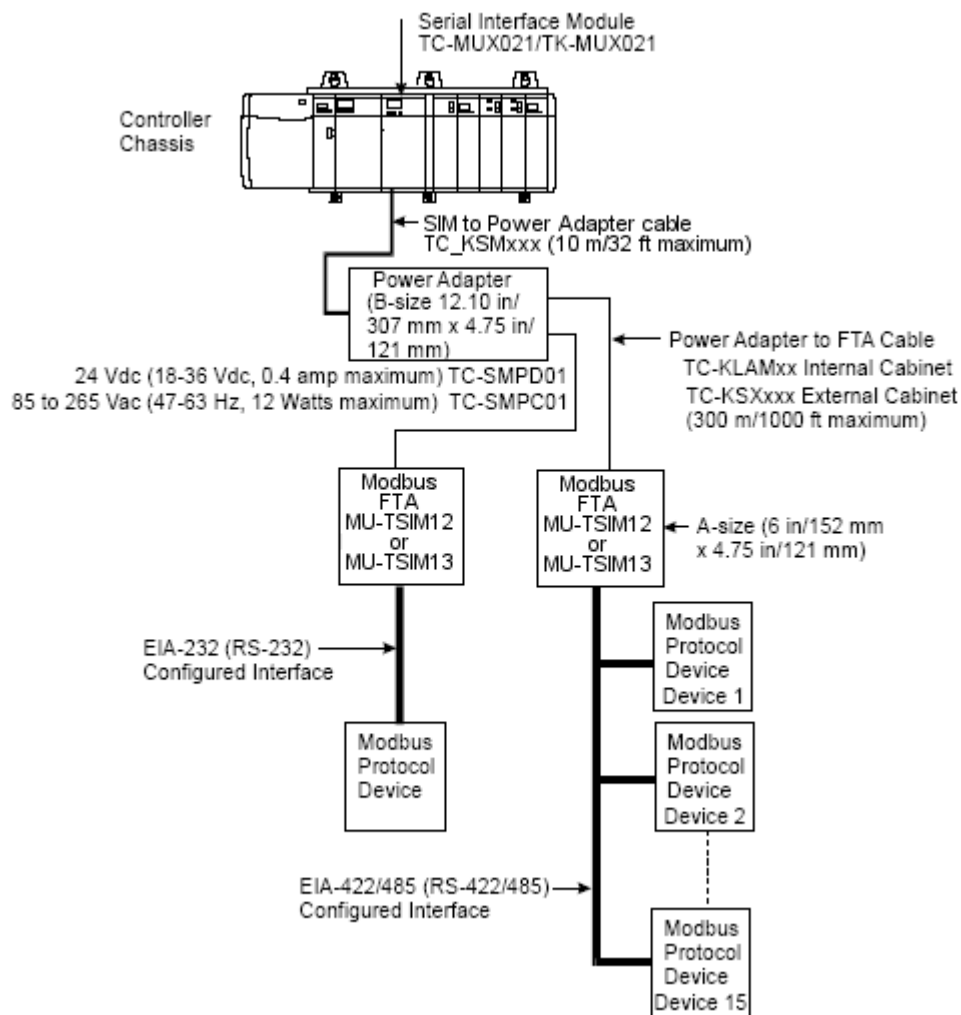 Serial Interface Module
TC-MUX021/TK-MUX021
Controller
Chassis
SIM to Power Adapter cable
TC_KSMxxx (10 m/32 ft maximum)
Power Adapter
(B-size 12.10 in/
307 mm x 4.75 in/
121 mm)
Power Adapter to FTA Cable
TC-KLAMxx Internal Cabinet
TC-KSXxxx External Cabinet
(300 m/1000 ft maximum)
24 Vdc (18-36 Vdc, 0.4 amp maximum) TC-SMPD01
85 to 265 Vac (47-63 Hz, 12 Watts maximum) TC-SMPC01
Modbus
FTA
MU-TSIM12
or
MU-TSIM13
Modbus
FTA
MU-TSIM12
or
MU-TSIM13
A-size (6 in/152 mm
x 4.75 in/121 mm)
EIA-232 (RS-232)
Configured Interface
Modbus
Protocol
Device
Modbus
Protocol
Device
Device 1
Modbus
Protocol
Device
Device 2
EIA-422/485 (RS-422/485)
Configured Interface
Modbus
Protocol
Device
Device 15